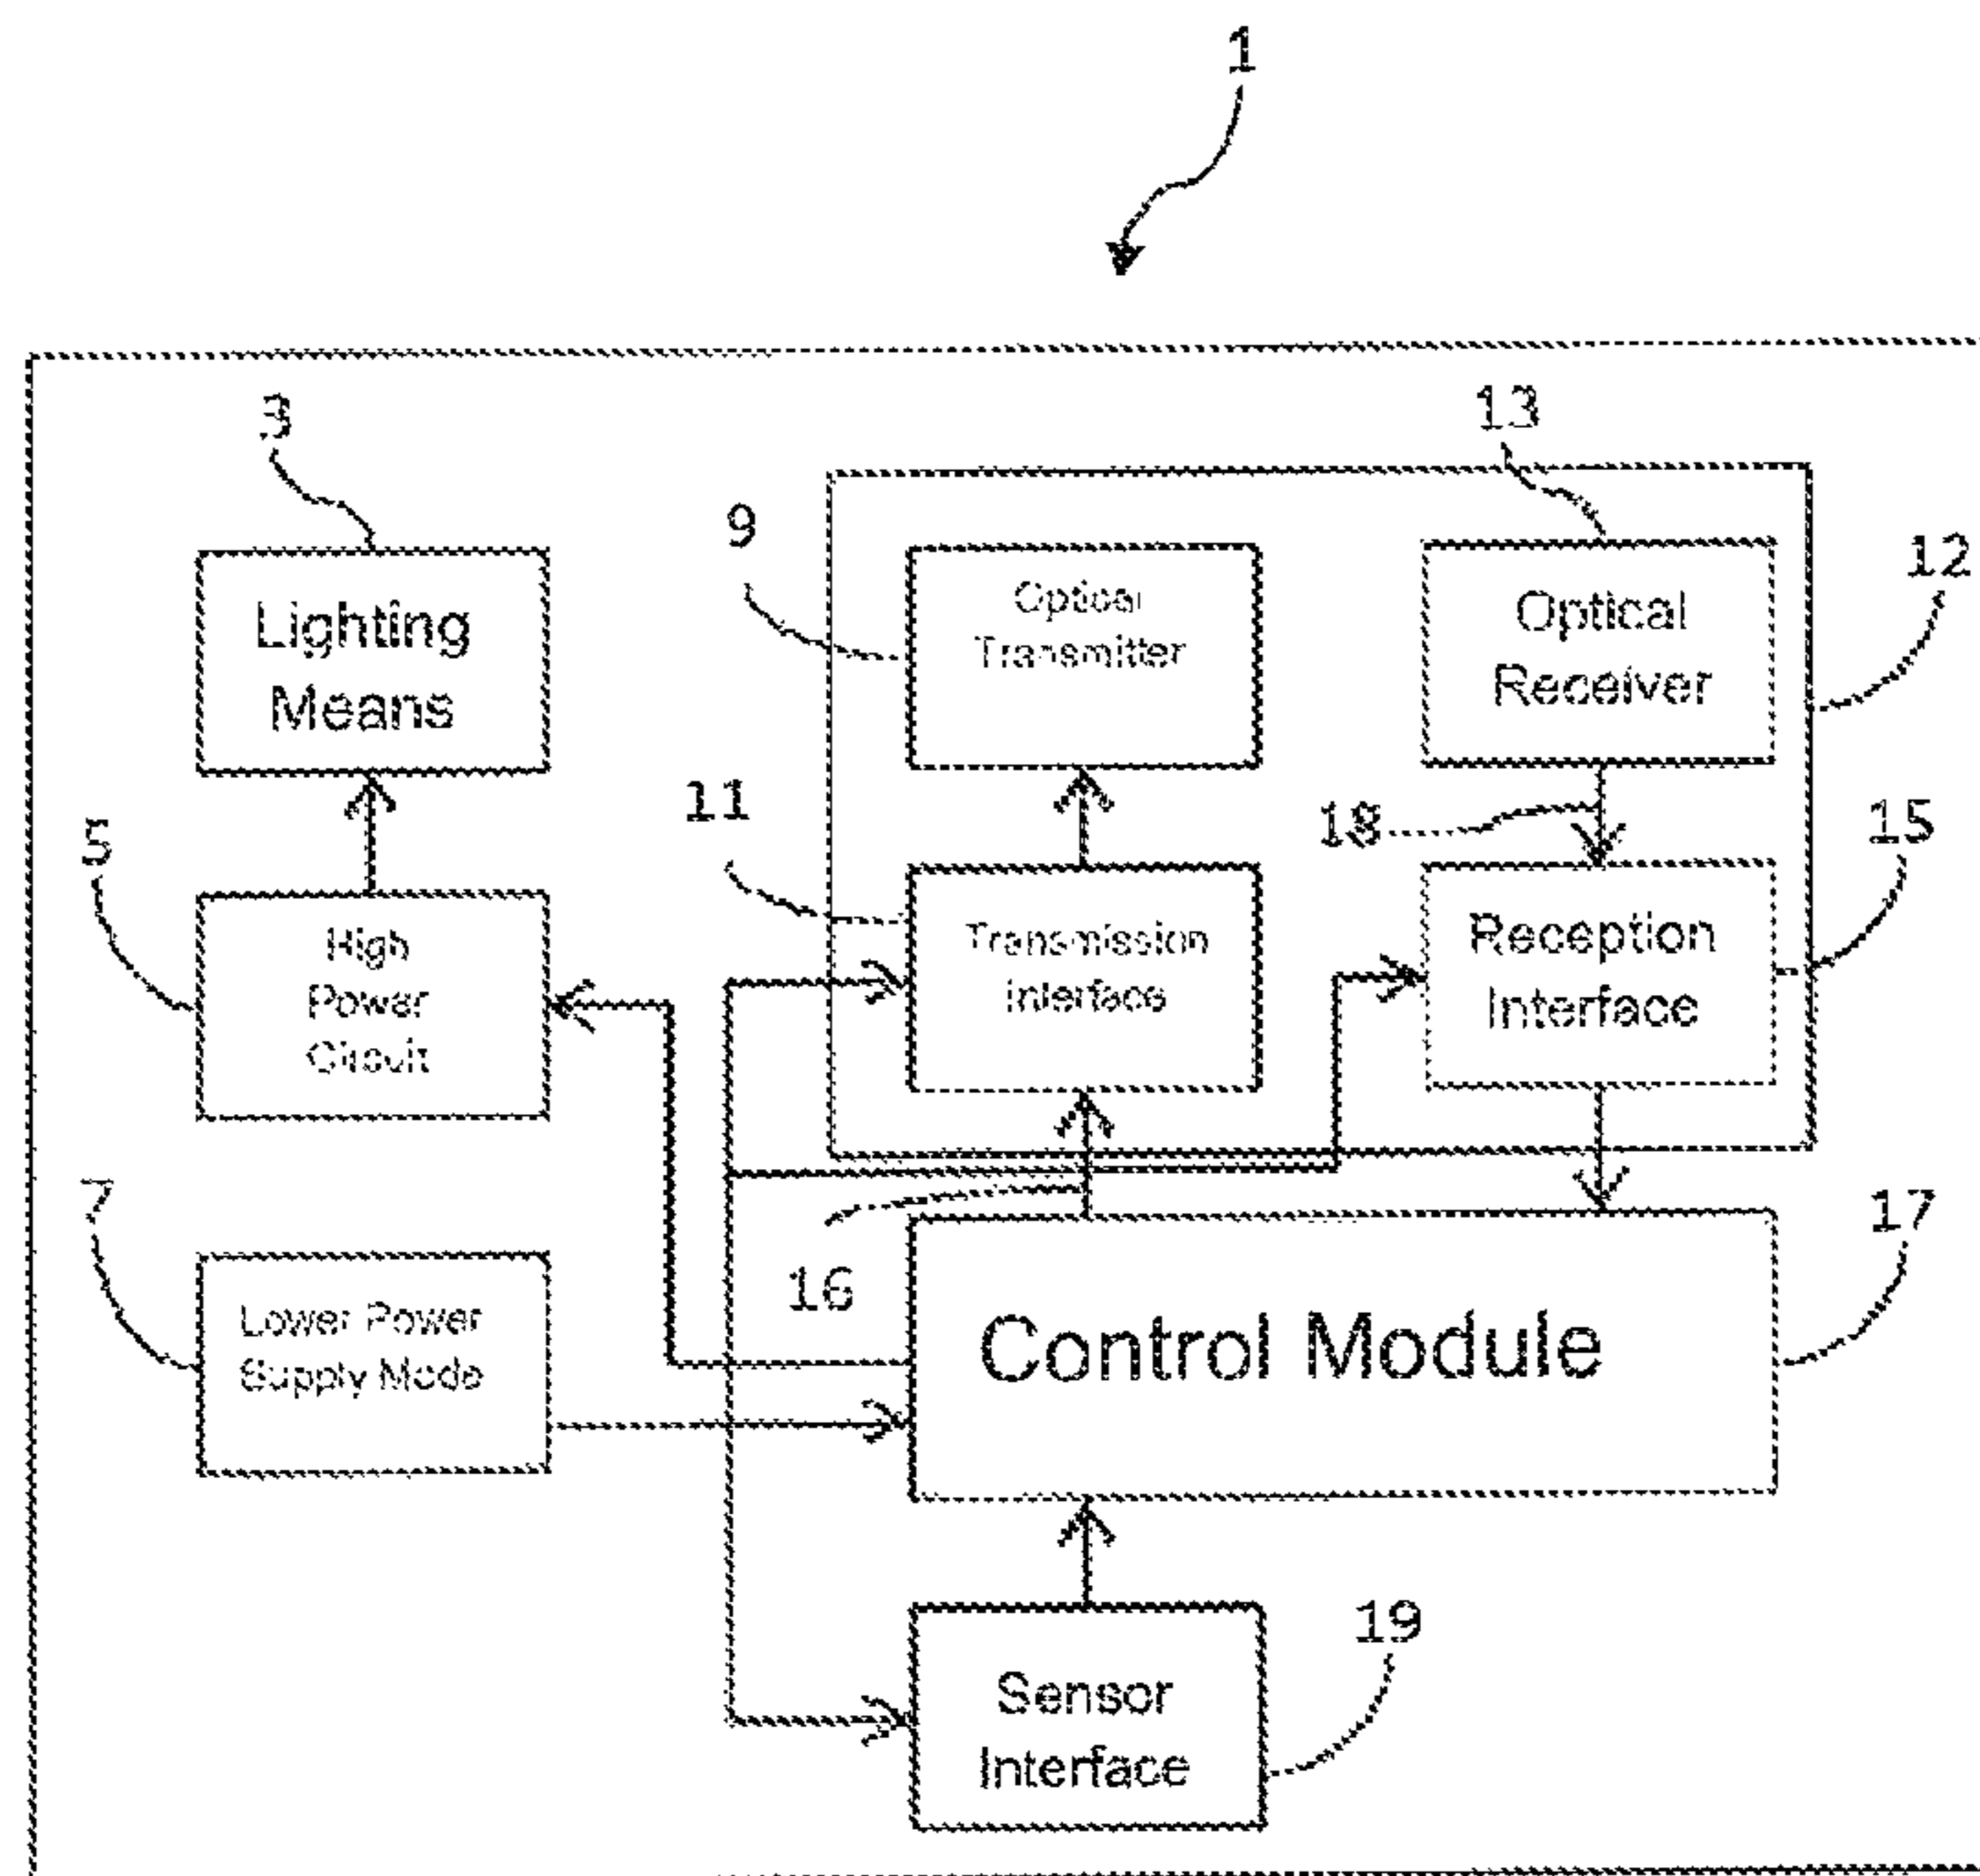 1
3
13
9
12
Lighting
Means
Optical
Transmitter
Optical
Receiver
11
18
15
5
High
Power
Circuit
Transmission
Interface
Reception
Interface
7
16
17
Lower Power
Supply Mode
Control Module
19
Sensor
Interface